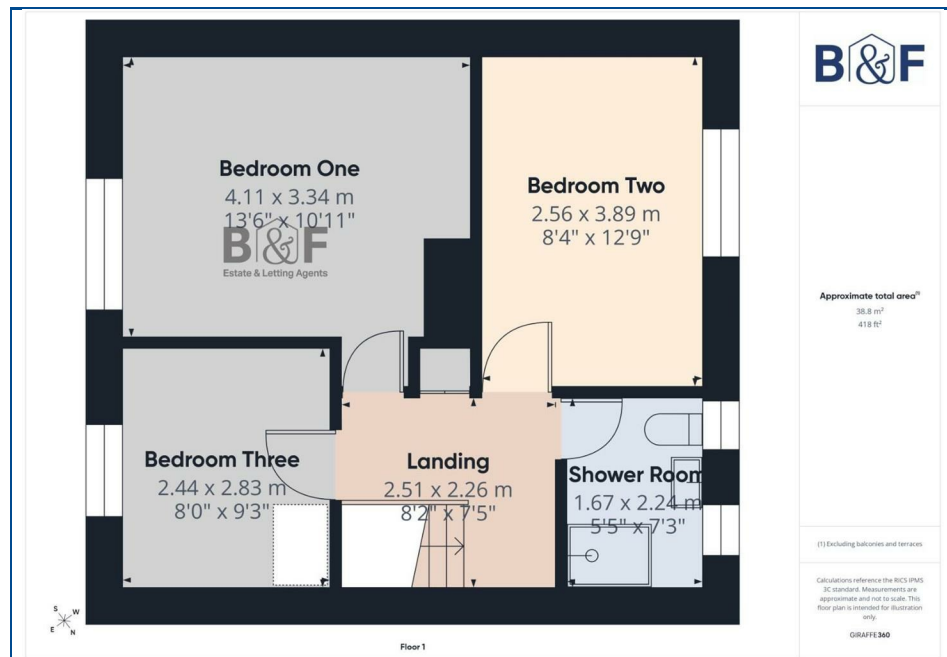 Bedroom One
4.11 x 3.34 m
13'6" x 10'11"
B&F
Estate & Letting Agents
Bedroom Two
2.56 x 3.89 m
8'4" x 12'9"
Bedroom Three
2.44 x 2.83 m
8'0" x 9'3"
Landing
2.51 x 2.26 m
8'2" x 7'5"
Shower Room
1.67 x 2.24 m
5'5" x 7'3"
S
W
E
N
Floor 1
B&F
Approximate total area(1)
38.8 m²
418 ft²
(1) Excluding balconies and terraces
Calculations reference the RICS IPMS
3C standard. Measurements are
approximate and not to scale. This
floor plan is intended for illustration
only.
GIRAFFE360